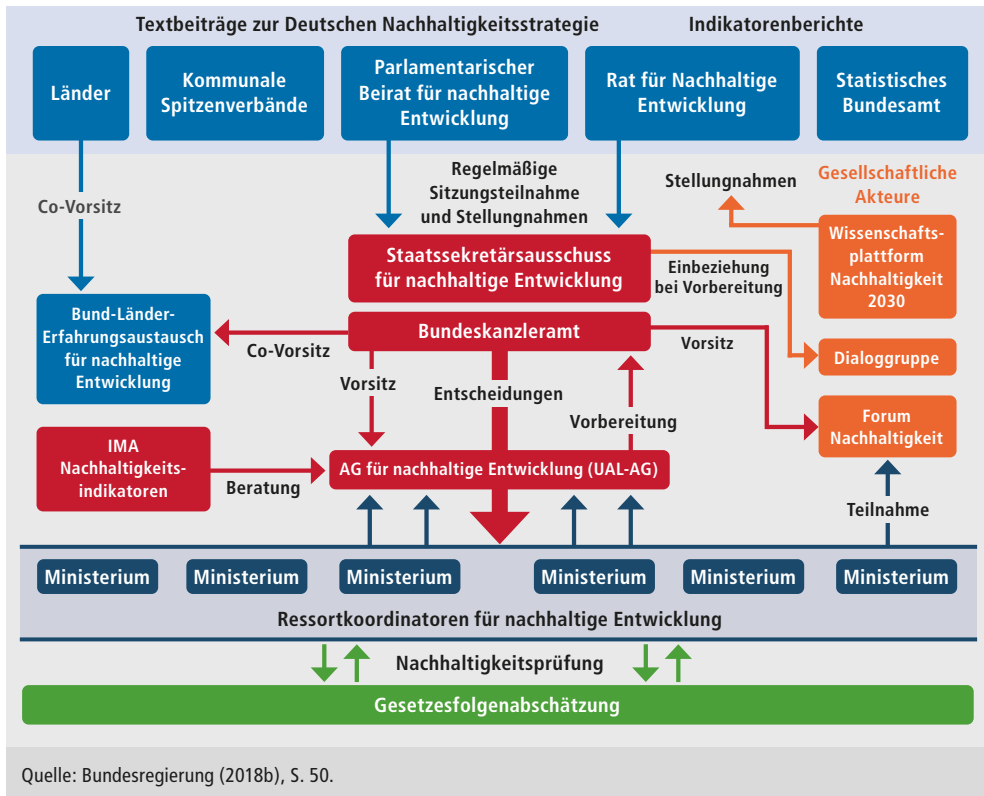 Textbeiträge zur Deutschen Nachhaltigkeitsstrategie
Indikatorenberichte
Länder
Kommunale
Spitzenverbände
Parlamentarischer
Beirat für nachhaltige
Entwicklung
Rat für Nachhaltige
Entwicklung
Statistisches
Bundesamt
Co-Vorsitz
Regelmäßige
Sitzungsteilnahme
und Stellungnahmen
Stellungnahmen
Gesellschaftliche
Akteure
Wissenschafts-
plattform
Nachhaltigkeit
2030
Staatssekretärsausschuss
für nachhaltige Entwicklung
Einbeziehung
bei Vorbereitung
Bund-Länder-
Erfahrungsaustausch
für nachhaltige
Entwicklung
Co-Vorsitz
Bundeskanzleramt
Vorsitz
Dialoggruppe
Vorsitz
Entscheidungen
Vorbereitung
Forum
Nachhaltigkeit
IMA
Nachhaltigkeits-
indikatoren
Beratung
AG für nachhaltige Entwicklung (UAL-AG)
Teilnahme
Ministerium
Ministerium
Ministerium
Ministerium
Ministerium
Ministerium
Ressortkoordinatoren für nachhaltige Entwicklung
Nachhaltigkeitsprüfung
Gesetzesfolgenabschätzung
Quelle: Bundesregierung (2018b), S. 50.